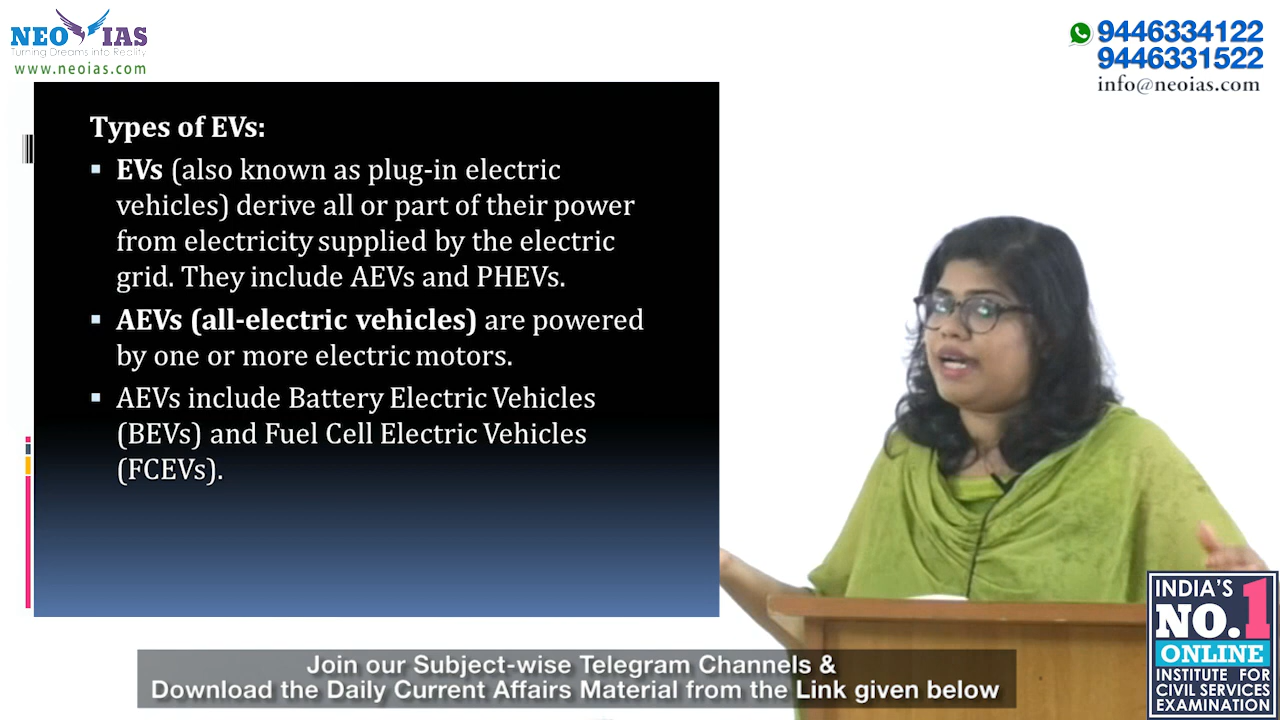 NEO IAS
Turning Dreams into Reality
www.neoias.com
9446334122
9446331522
info@neoias.com
Types of EVs:
▪ EVs (also known as plug-in electric
vehicles) derive all or part of their power
from electricity supplied by the electric
grid. They include AEVs and PHEVs.
▪ AEVs (all-electric vehicles) are powered
by one or more electric motors.
▪ AEVs include Battery Electric Vehicles
(BEVs) and Fuel Cell Electric Vehicles
(FCEVs).
INDIA'S
NO.1
ONLINE
INSTITUTE FOR
CIVIL SERVICES
EXAMINATION
Join our Subject-wise Telegram Channels &
Download the Daily Current Affairs Material from the Link given below